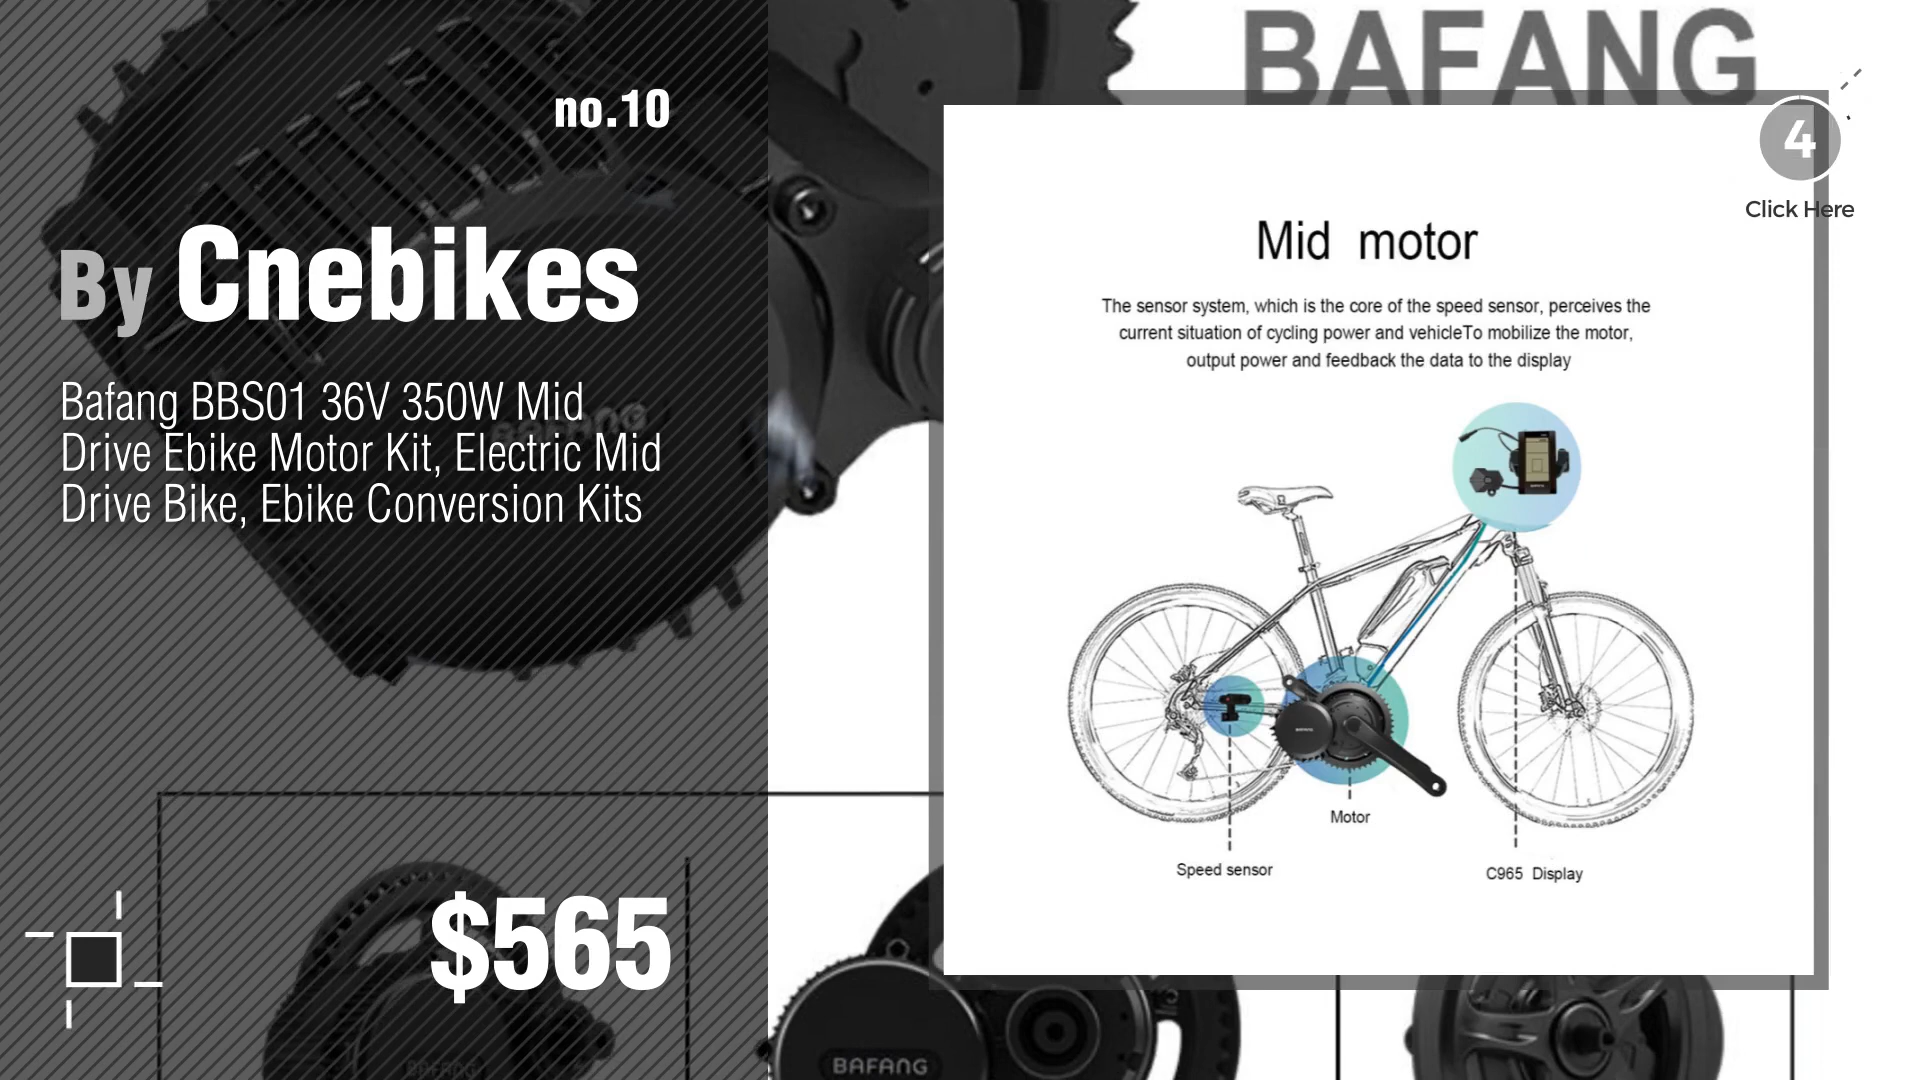 no.10
By Cnebikes
Bafang BBS01 36V 350W Mid
Drive Ebike Motor Kit, Electric Mid
Drive Bike, Ebike Conversion Kits
$565
BAFANG
4
Click Here
Mid motor
The sensor system, which is the core of the speed sensor, perceives the
current situation of cycling power and vehicleTo mobilize the motor,
output power and feedback the data to the display
Motor
Speed sensor
C965 Display
BAFANG
BAFANG
BAFANG